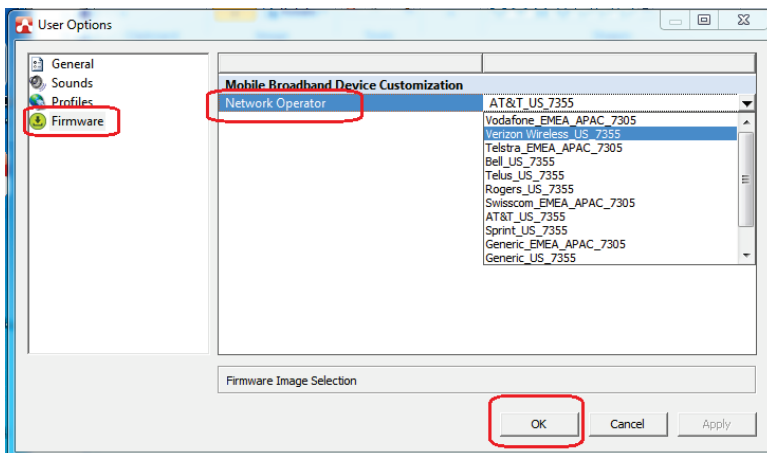 User Options
General
Sounds
Profiles
Firmware
Mobile Broadband Device Customization
Network Operator
AT&T_US_7355
Vodafone_EMEA_APAC_7305
Verizon Wireless_US_7355
Telstra_EMEA_APAC_7305
Bell_US_7355
Telus_US_7355
Rogers_US_7355
Swisscom_EMEA_APAC_7305
AT&T_US_7355
Sprint_US_7355
Generic_EMEA_APAC_7305
Generic_US_7355
Firmware Image Selection
OK Cancel Apply